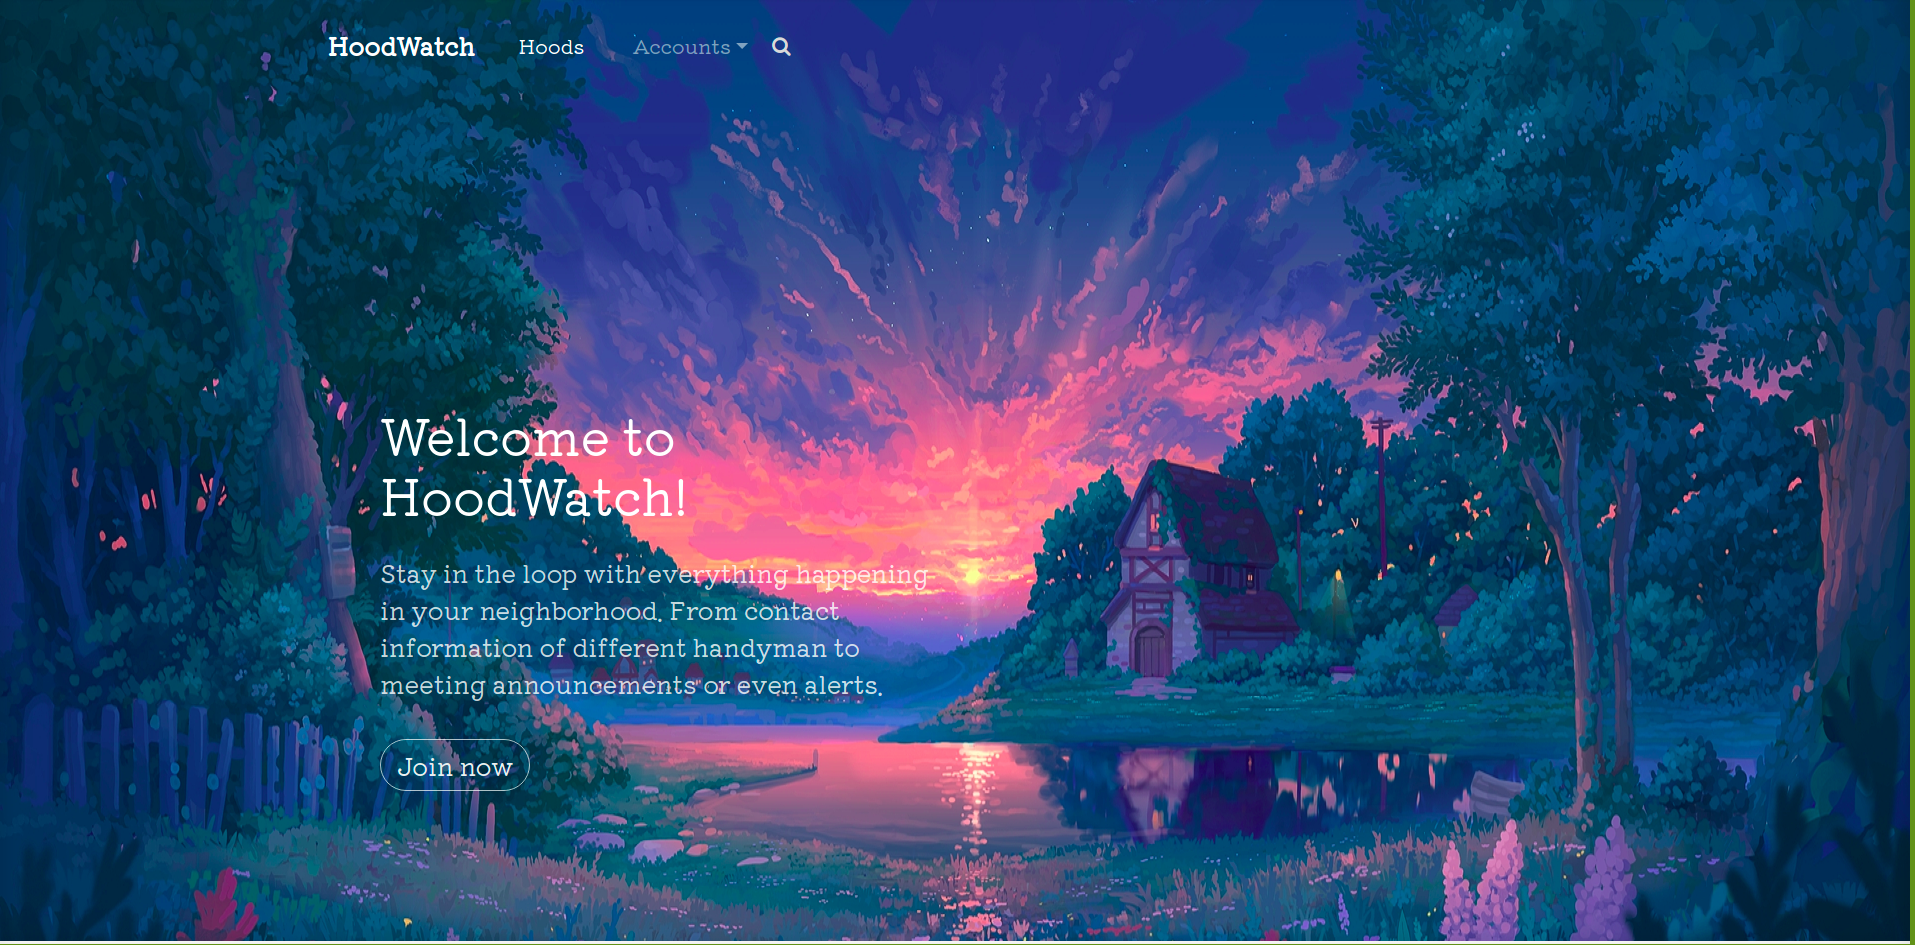 HoodWatch Hoods Accounts
Welcome to
HoodWatch!
Stay in the loop with everything happening
in your neighborhood. From contact
information of different handyman to
meeting announcements or even alerts.
Join now